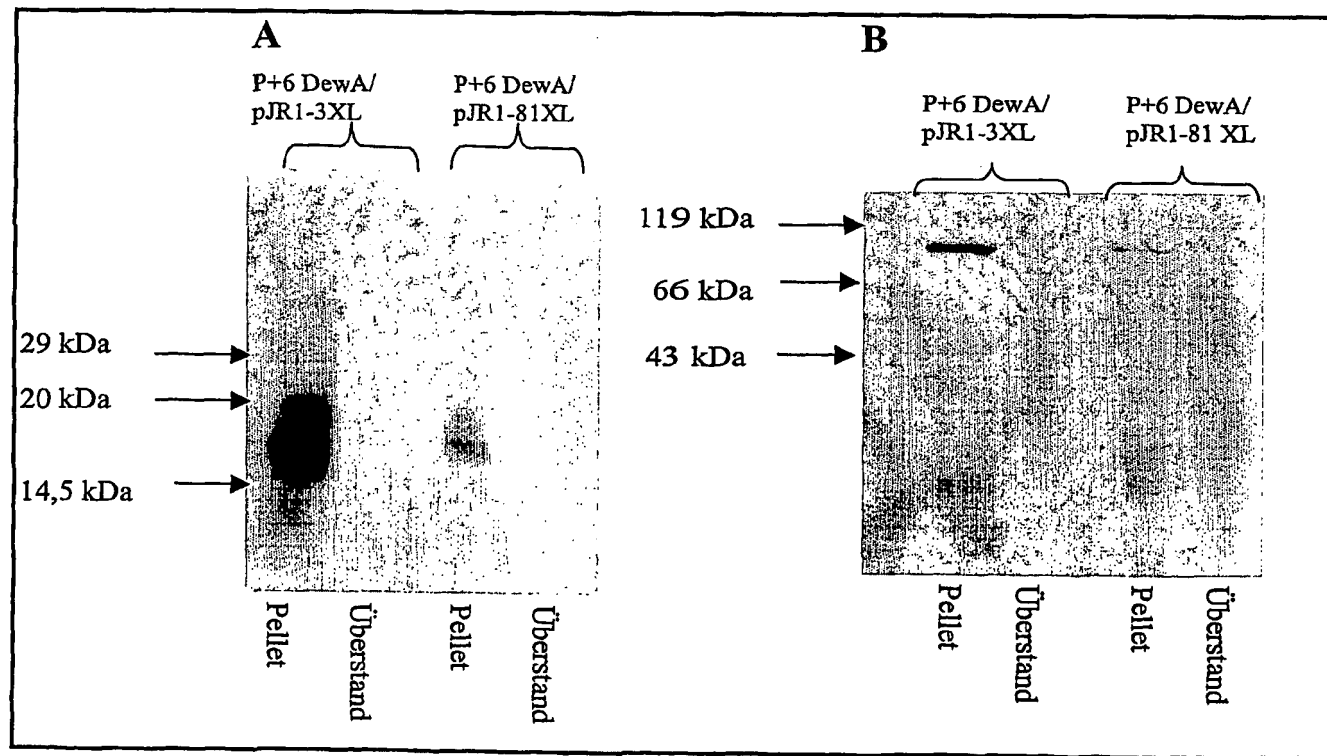 A
P+6 DewA/
pJR1-3XL
P+6 DewA/
pJR1-81XL
29 kDa
20 kDa
14,5 kDa
Pellet
Überstand
Pellet
Überstand
B
P+6 DewA/
pJR1-3XL
P+6 DewA/
pJR1-81 XL
119 kDa
66 kDa
43 kDa
Pellet
Überstand
Pellet
Überstand